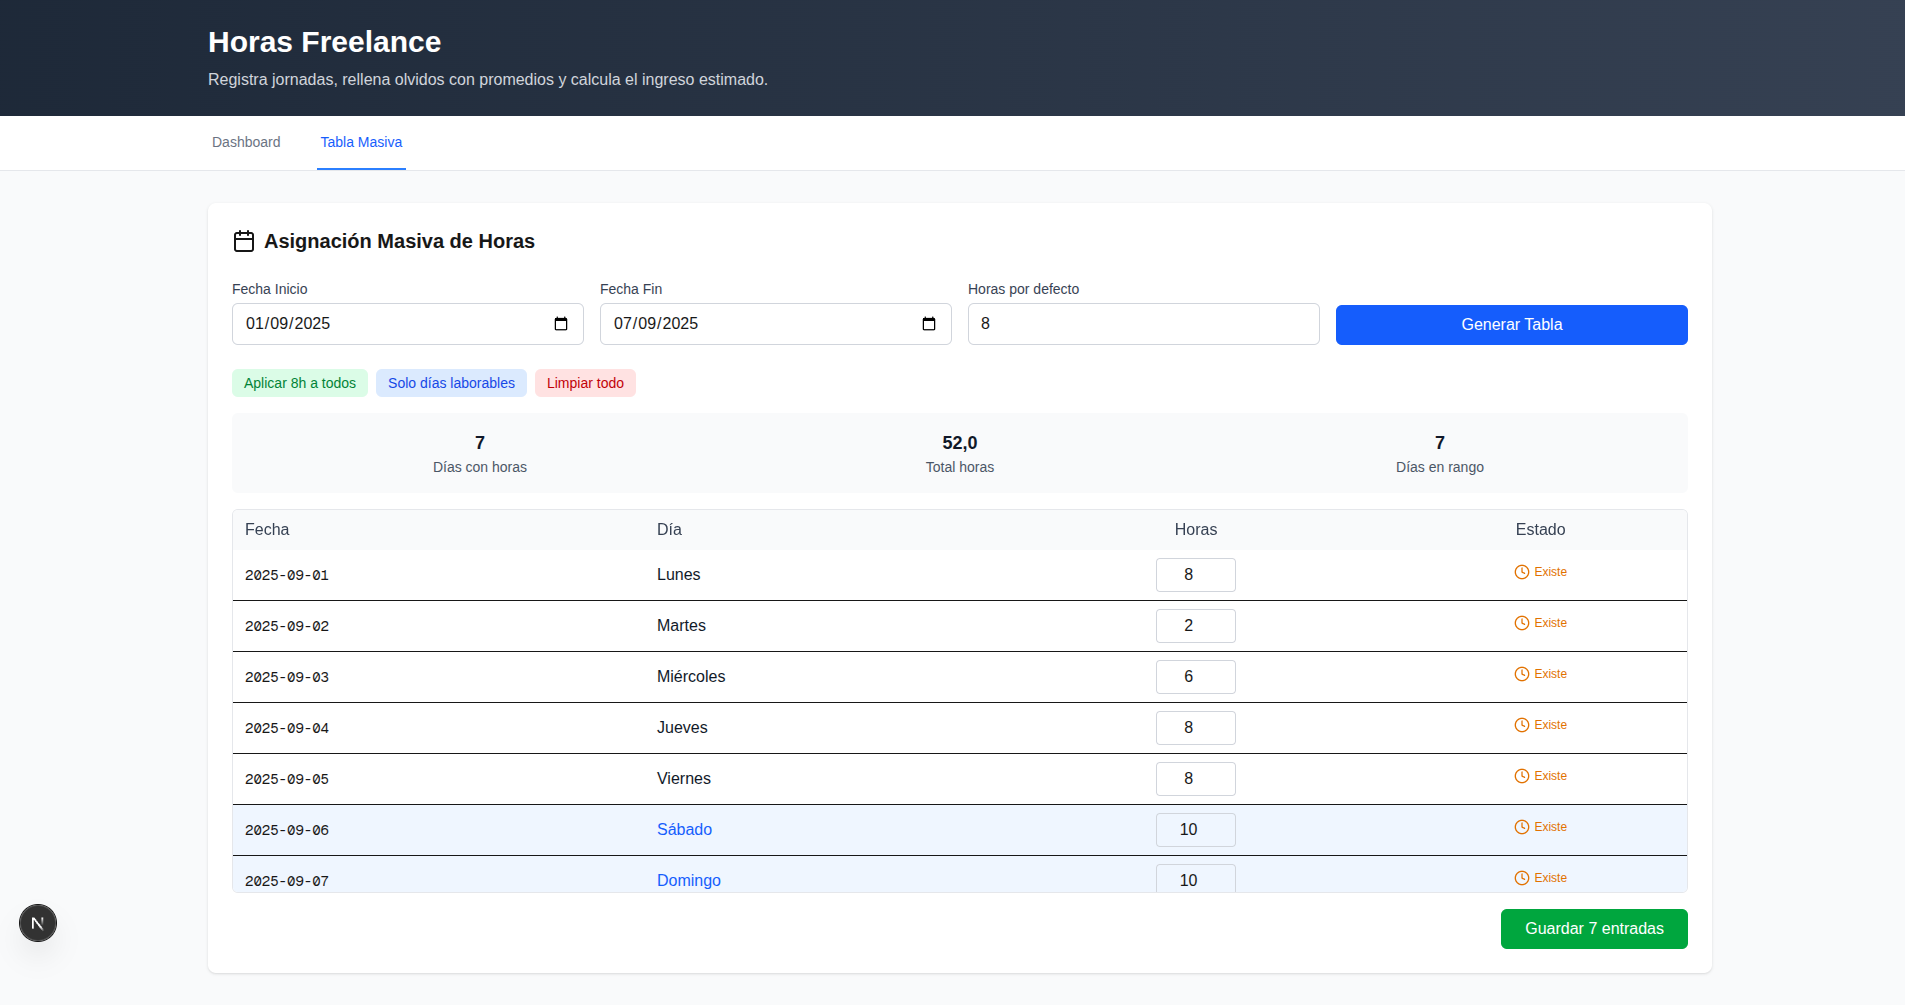 Horas Freelance
Registra jornadas, rellena olvidos con promedios y calcula el ingreso estimado.
Dashboard Tabla Masiva
Asignación Masiva de Horas
Fecha Inicio Fecha Fin Horas por defecto
01/09/2025 07/09/2025 8 Generar Tabla
Aplicar 8h a todos Solo días laborables Limpiar todo
7 52,0 7
Días con horas Total horas Días en rango
Fecha Día Horas Estado
2025-09-01 Lunes 8 Existe
2025-09-02 Martes 2 Existe
2025-09-03 Miércoles 6 Existe
2025-09-04 Jueves 8 Existe
2025-09-05 Viernes 8 Existe
2025-09-06 Sábado 10 Existe
2025-09-07 Domingo 10 Existe
N
Guardar 7 entradas